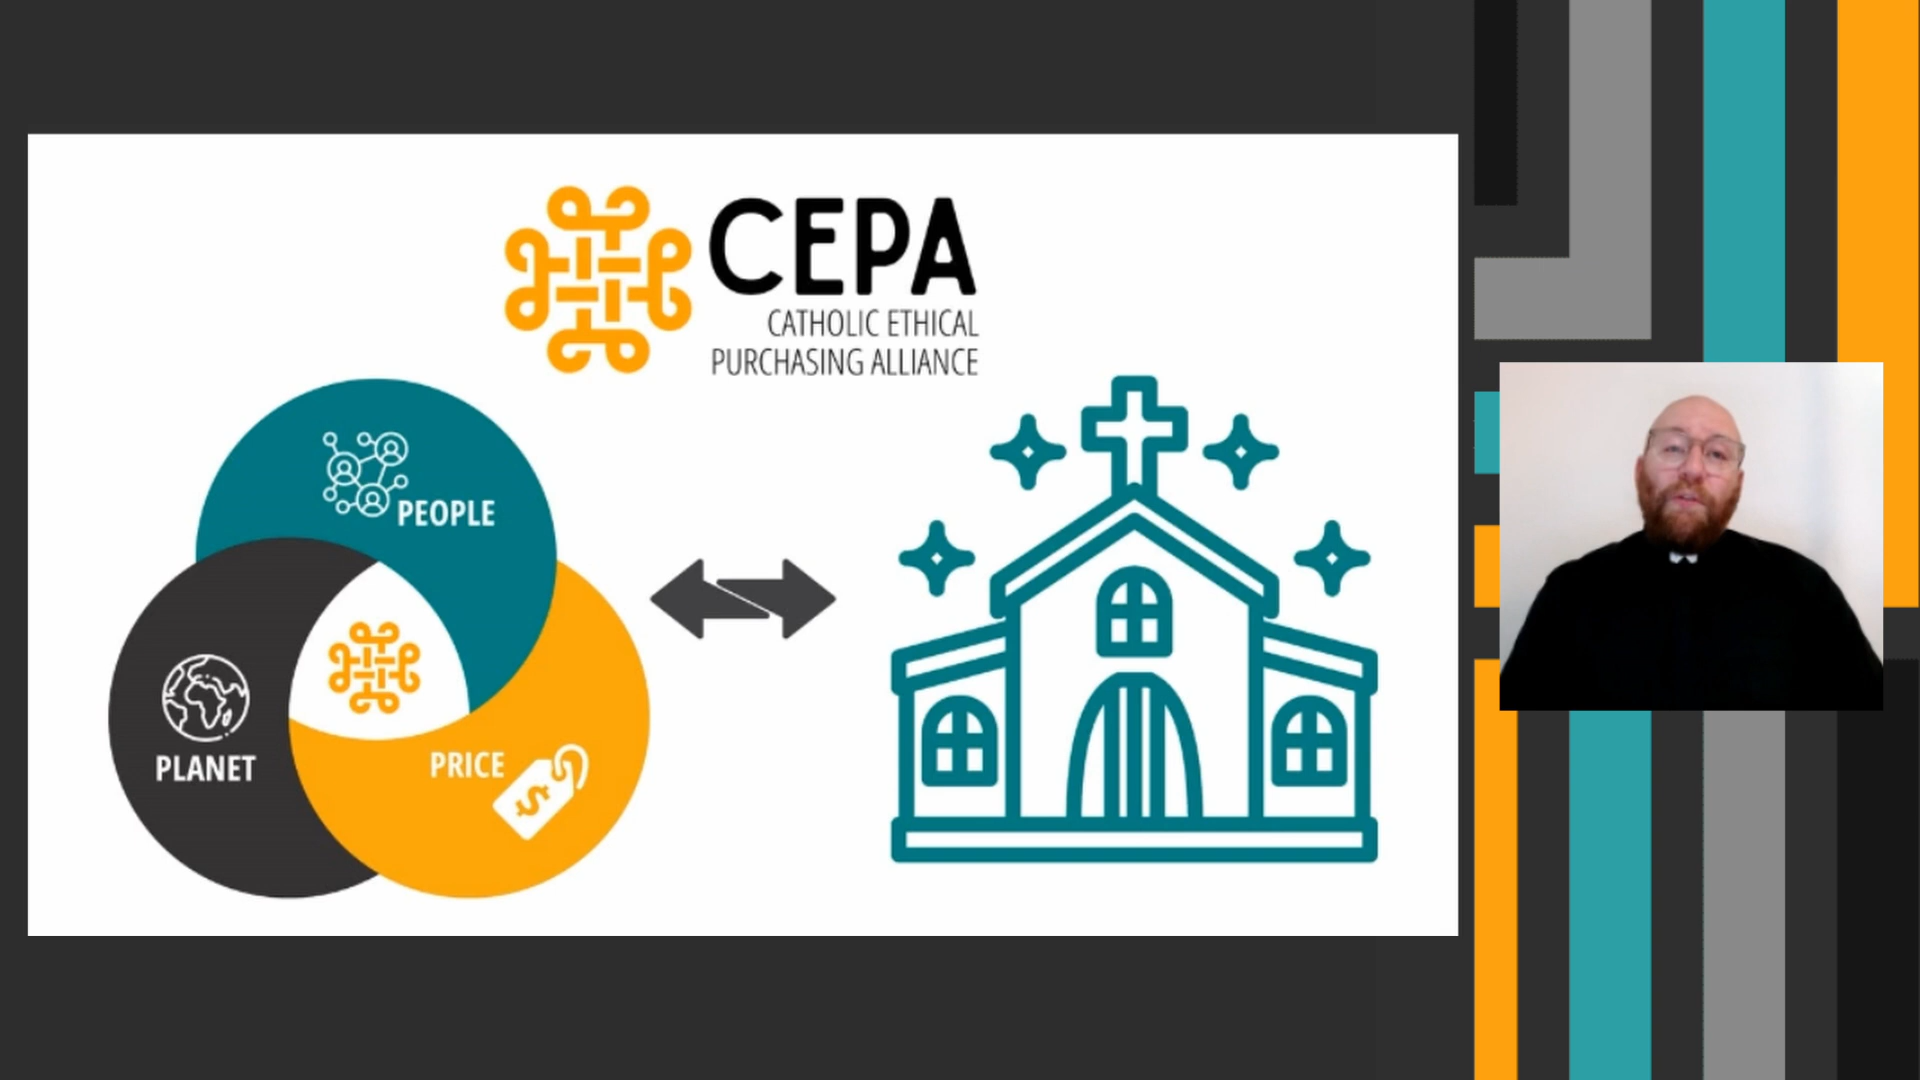 CEPA
CATHOLIC ETHICAL
PURCHASING ALLIANCE
PEOPLE
PLANET
PRICE
$